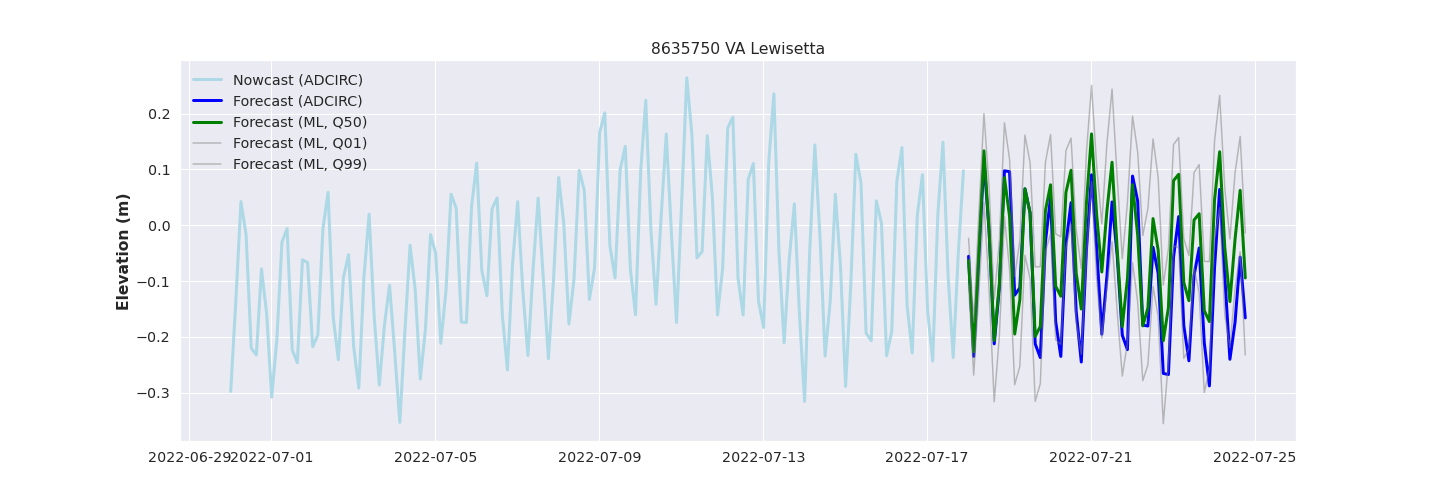 8635750 VA Lewisetta
Nowcast (ADCIRC)
Forecast (ADCIRC)
Forecast (ML, Q50)
Forecast (ML, Q01)
Forecast (ML, Q99)
Elevation (m)
0.2
0.1
0.0
−0.1
−0.2
−0.3
2022-06-29 2022-07-01 2022-07-05 2022-07-09 2022-07-13 2022-07-17 2022-07-21 2022-07-25